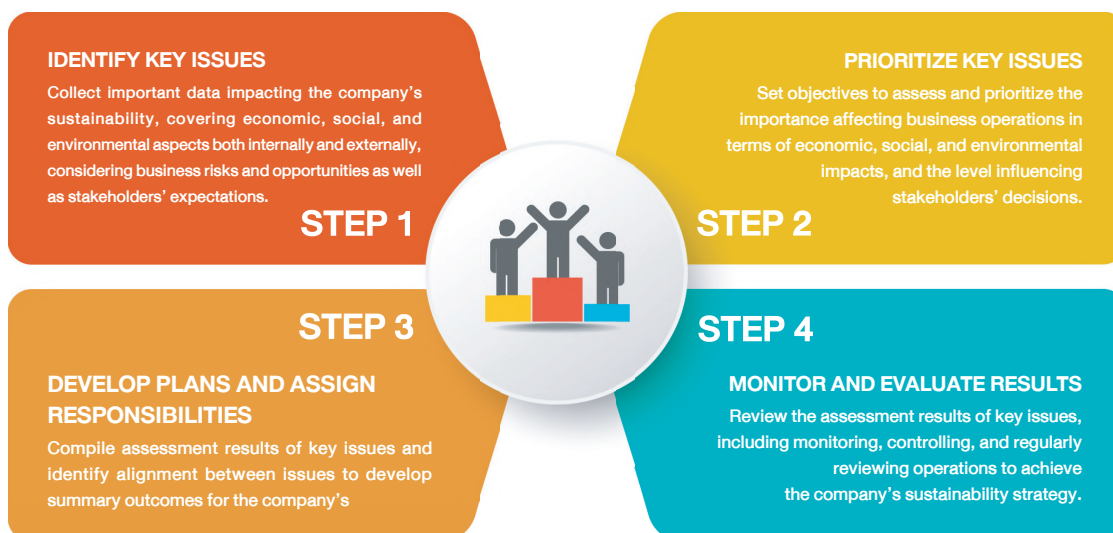 IDENTIFY KEY ISSUES
Collect important data impacting the company's
sustainability, covering economic, social, and
environmental aspects both internally and externally,
considering business risks and opportunities as well
as stakeholders' expectations.
STEP 1
PRIORITIZE KEY ISSUES
Set objectives to assess and prioritize the
importance affecting business operations in
terms of economic, social, and environmental
impacts, and the level influencing
stakeholders' decisions.
STEP 2
STEP 3
DEVELOP PLANS AND ASSIGN
RESPONSIBILITIES
Compile assessment results of key issues and
identify alignment between issues to develop
summary outcomes for the company's
STEP 4
MONITOR AND EVALUATE RESULTS
Review the assessment results of key issues,
including monitoring, controlling, and regularly
reviewing operations to achieve
the company's sustainability strategy.